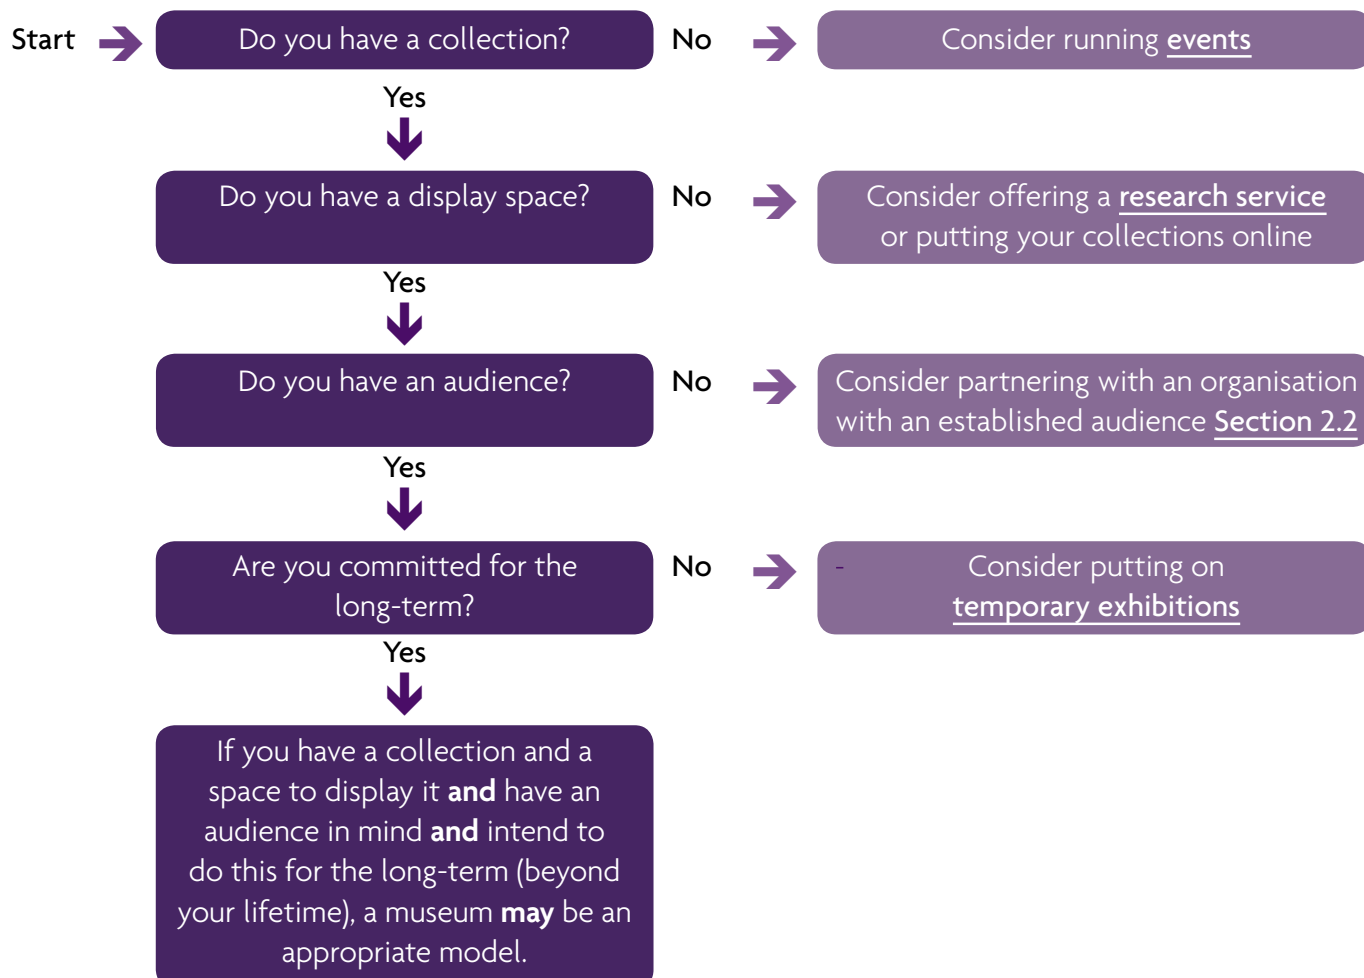 Start
Do you have a collection?
No
Consider running events
Yes
Do you have a display space?
No
Consider offering a research service
or putting your collections online
Yes
Do you have an audience?
No
Consider partnering with an organisation
with an established audience Section 2.2
Yes
Are you committed for the
long-term?
No
- Consider putting on
temporary exhibitions
Yes
If you have a collection and a
space to display it and have an
audience in mind and intend to
do this for the long-term (beyond
your lifetime), a museum may be an
appropriate model.